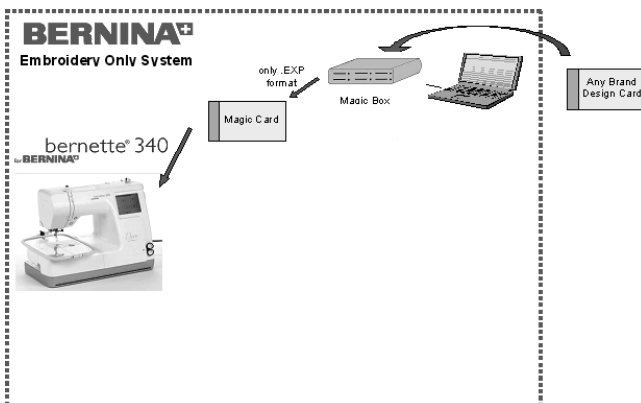 BERNINA
Embroidery Only System
only .EXP
format
Magic Box
Any Brand
Design Card
Magic Card
bernette® 340
for BERNINA